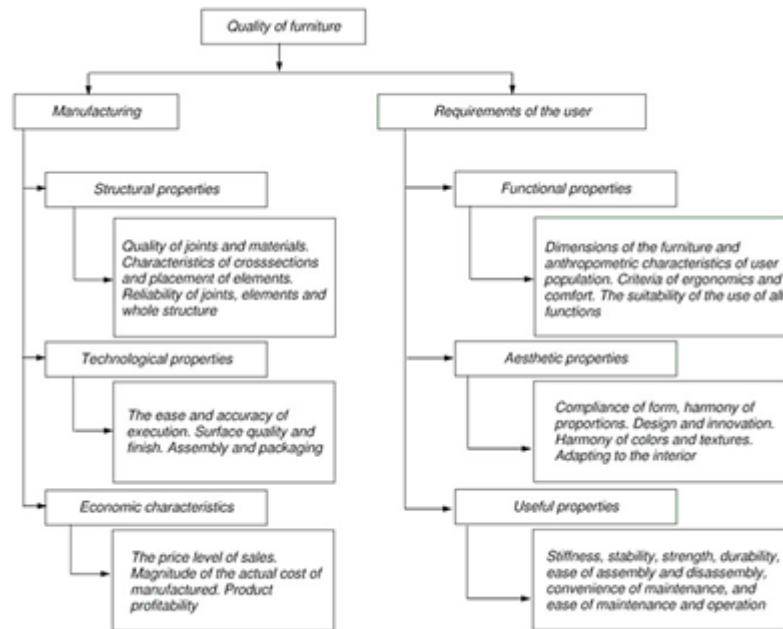 Quality of furniture
Manufacturing
Requirements of the user
Structural properties
Functional properties
Quality of joints and materials.
Characteristics of crosssections
and placement of elements.
Reliability of joints, elements and
whole structure
Dimensions of the furniture and
anthropometric characteristics of user
population. Criteria of ergonomics and
comfort. The suitability of the use of all
functions
Technological properties
Aesthetic properties
The ease and accuracy of
execution. Surface quality and
finish. Assembly and packaging
Compliance of form, harmony of
proportions. Design and innovation.
Harmony of colors and textures.
Adapting to the interior
Economic characteristics
Useful properties
The price level of sales.
Magnitude of the actual cost of
manufactured. Product
profitability
Stiffness, stability, strength, durability,
ease of assembly and disassembly,
convenience of maintenance, and
ease of maintenance and operation